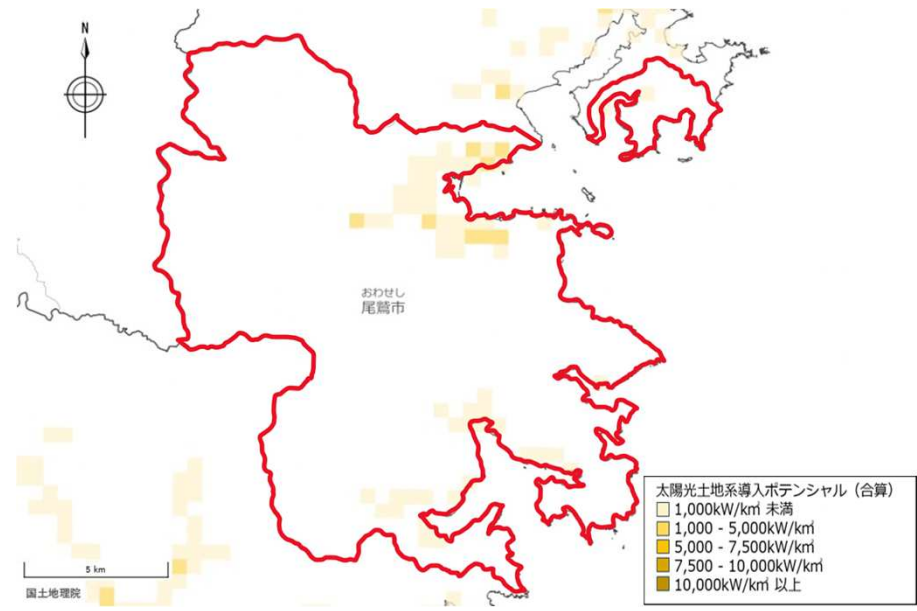 N
おわせし
尾鷲市
太陽光土地系導入ポテンシャル（合算）
1,000kW/k㎡ 未満
1,000 - 5,000kW/k㎡
5,000 - 7,500kW/k㎡
7,500 - 10,000kW/k㎡
10,000kW/k㎡ 以上
5 km
国土地理院